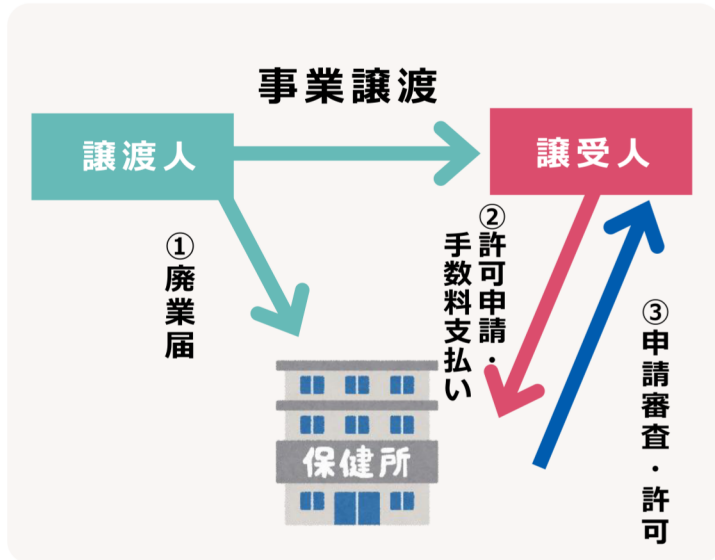 事業譲渡
譲渡人
譲受人
①廃業届
②許可申請・
手数料支払い
③申請審査・許可
保健所